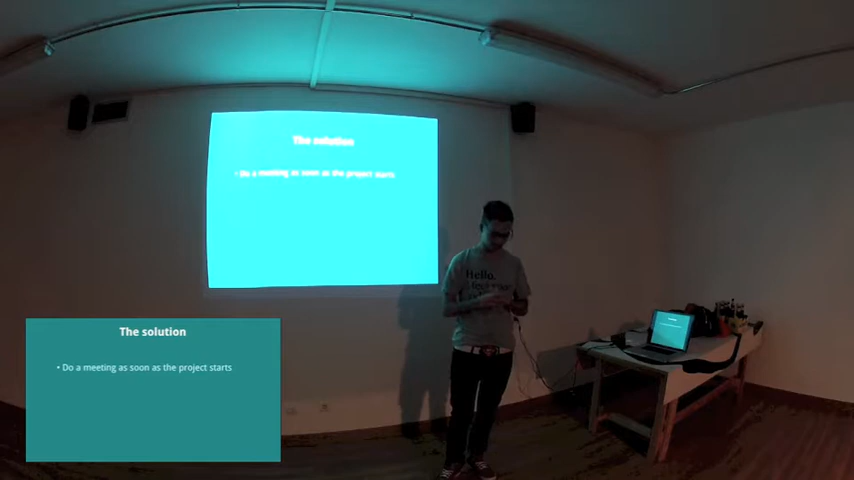 The solution
• Do a meeting as soon as the project starts
Hello.
The solution
• Do a meeting as soon as the project starts